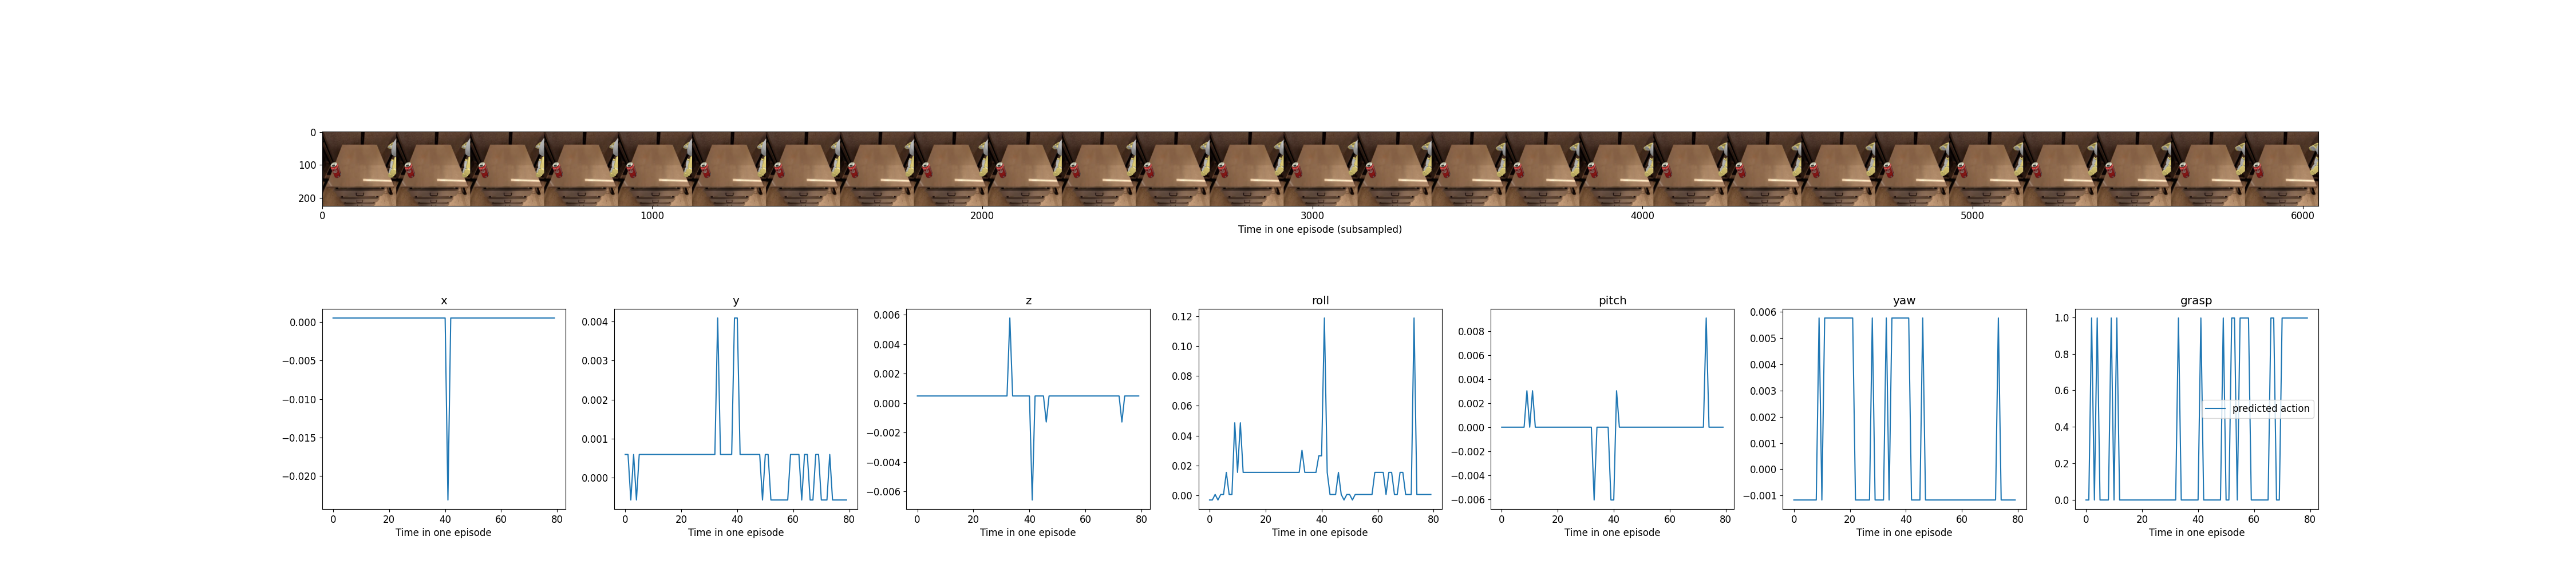 0
100
200
0 1000 2000 3000 4000 5000 6000
Time in one episode (subsampled)
x
0.000
−0.005
−0.010
−0.015
−0.020
0 20 40 60 80
Time in one episode
y
0.004
0.003
0.002
0.001
0.000
0 20 40 60 80
Time in one episode
z
0.006
0.004
0.002
0.000
−0.002
−0.004
−0.006
0 20 40 60 80
Time in one episode
roll
0.12
0.10
0.08
0.06
0.04
0.02
0.00
0 20 40 60 80
Time in one episode
pitch
0.008
0.006
0.004
0.002
0.000
−0.002
−0.004
−0.006
0 20 40 60 80
Time in one episode
yaw
0.006
0.005
0.004
0.003
0.002
0.001
0.000
−0.001
0 20 40 60 80
Time in one episode
grasp
1.0
0.8
0.6
0.4
0.2
0.0
predicted action
0 20 40 60 80
Time in one episode